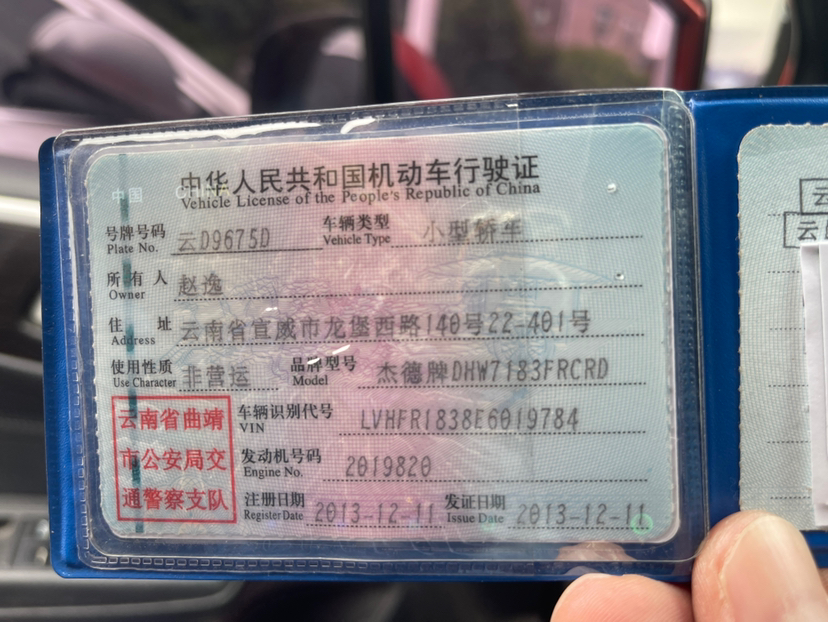 中国 CHINA
中华人民共和国机动车行驶证
Vehicle License of the People's Republic of China
号牌号码 云D9675D 车辆类型 小型轿车
Plate No. Vehicle Type
所有人 赵逸
Owner
住址 云南省宣威市龙堡西路140号22-401号
Address
使用性质 非营运 品牌型号 杰德牌DHW7183FRCRD
Use Character Model
云南省曲靖
市公安局交
通警察支队
车辆识别代号 LVHFR1838E6019784
VIN
发动机号码 2019820
Engine No.
注册日期 2013-12-11 发证日期 2013-12-11
Register Date Issue Date
云
云